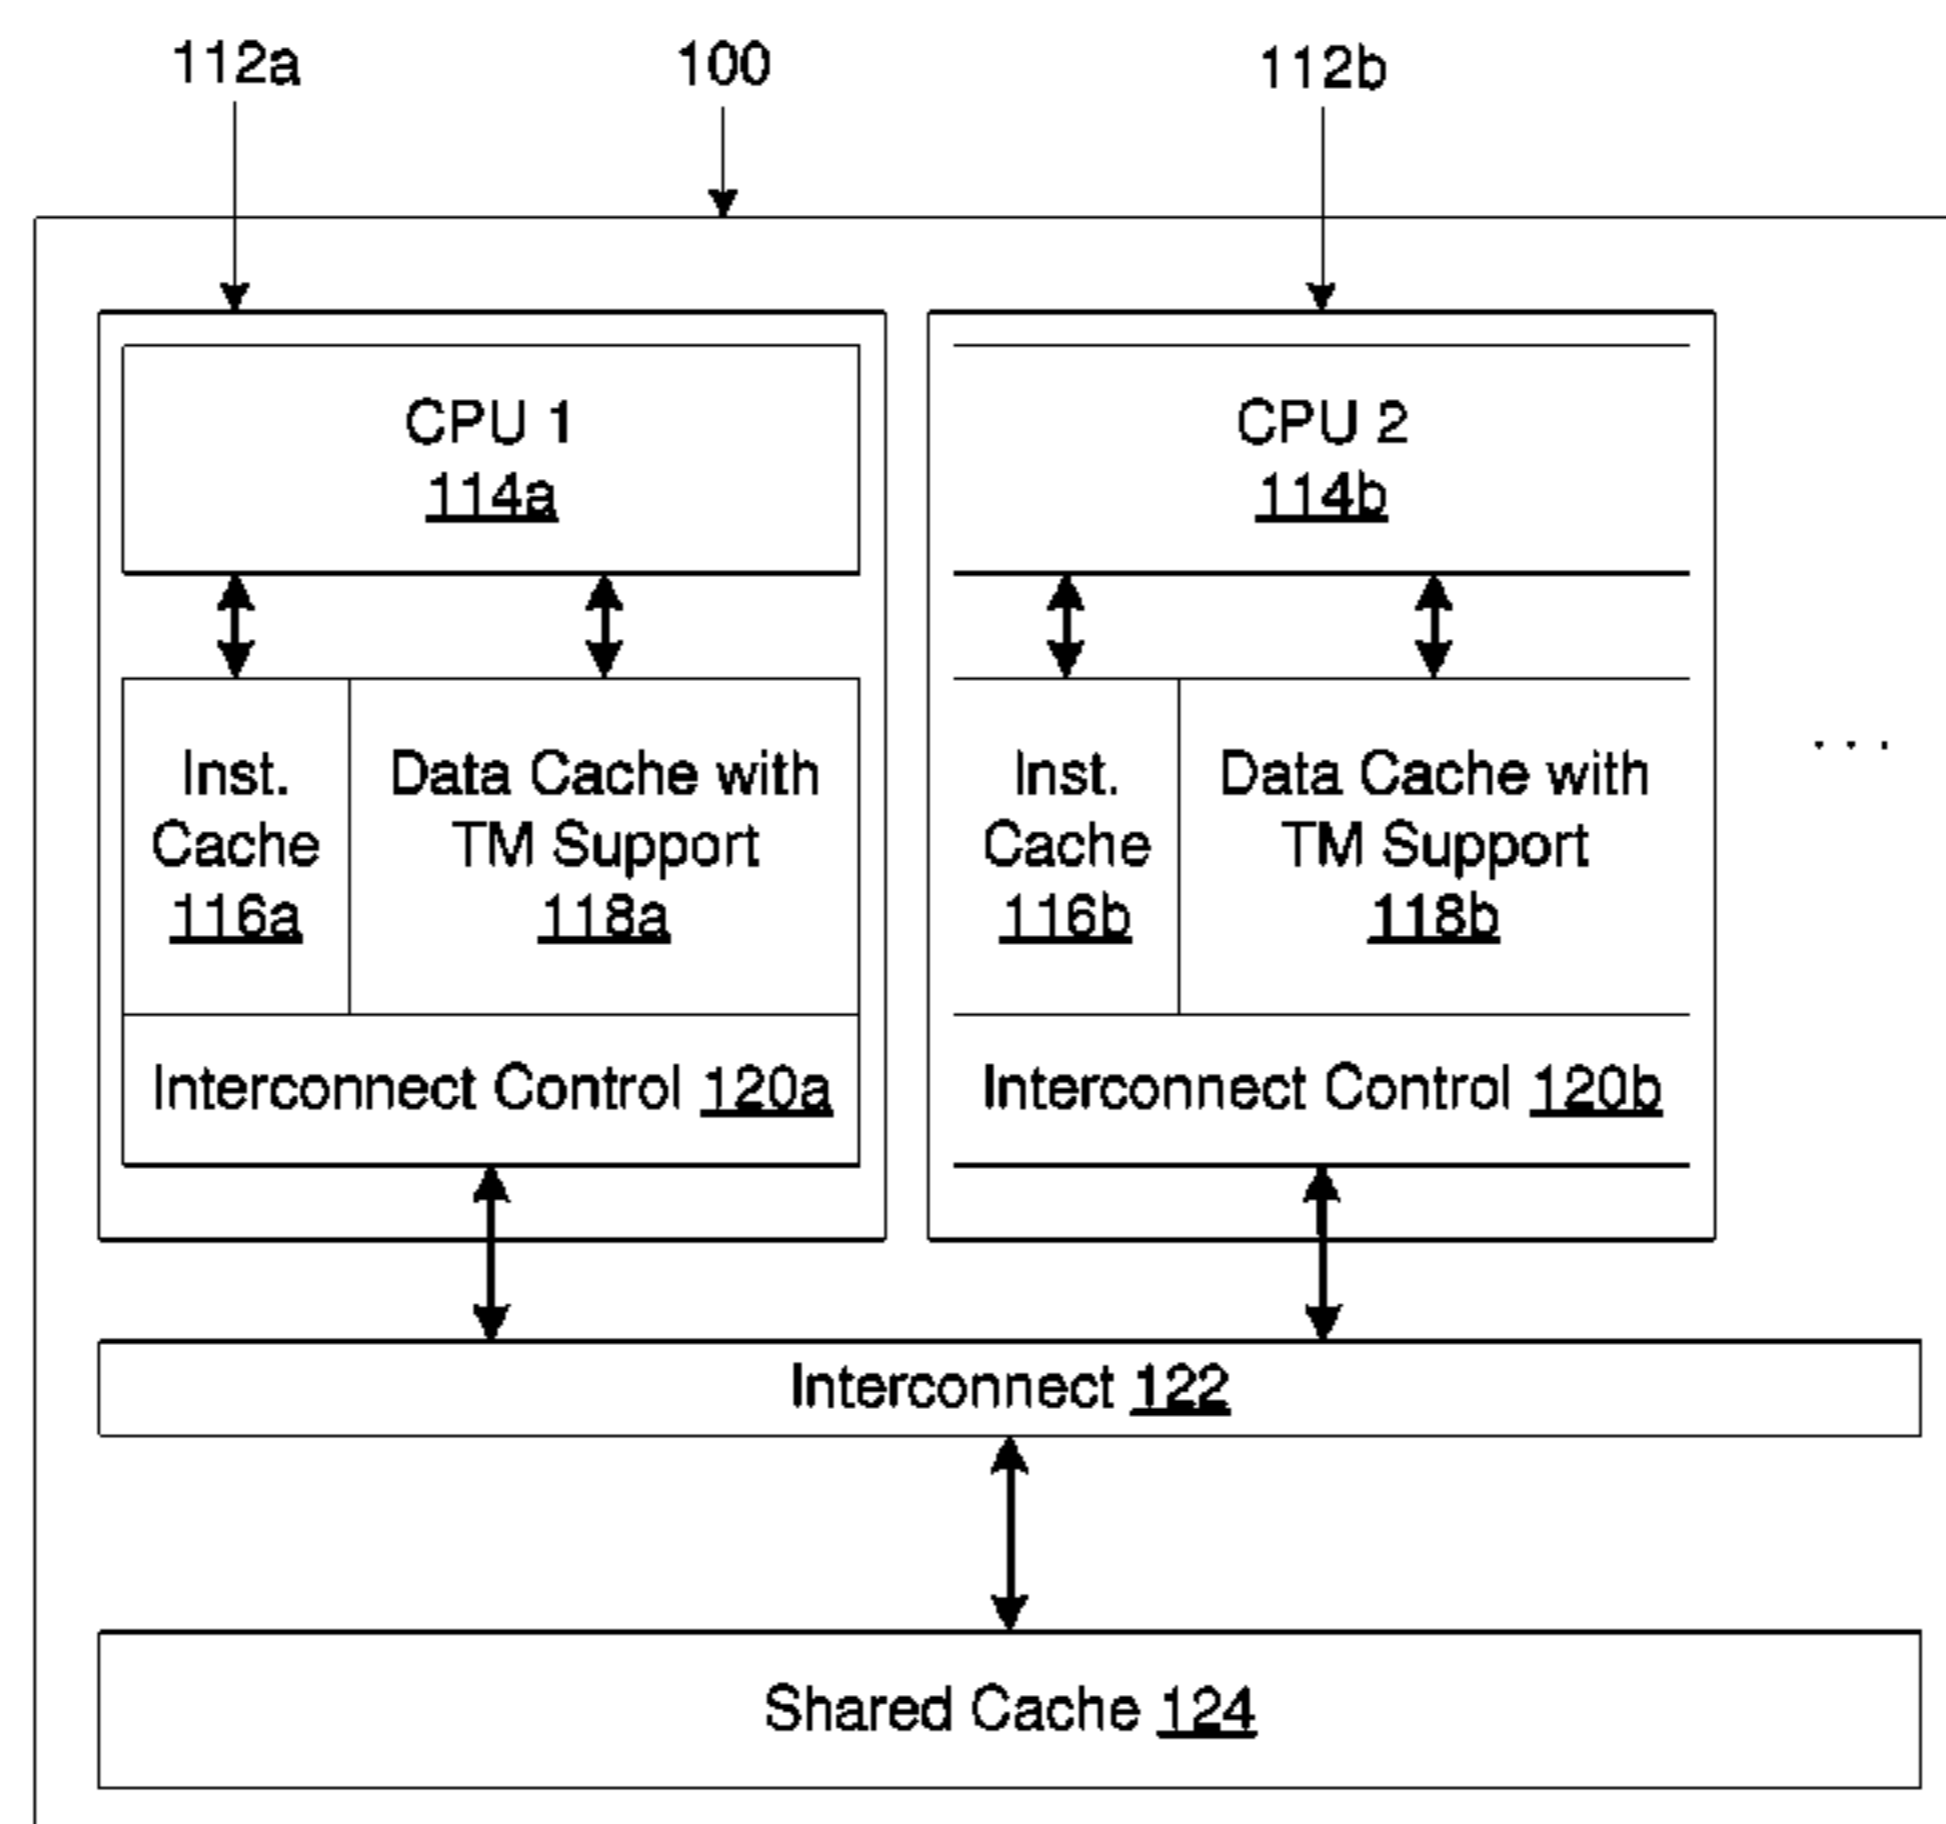 112a
100
112b
CPU 1
114a
CPU 2
114b
Inst.
Cache
116a
Data Cache with
TM Support
118a
Inst.
Cache
116b
Data Cache with
TM Support
118b
. . .
Interconnect Control 120a
Interconnect Control 120b
Interconnect 122
Shared Cache 124